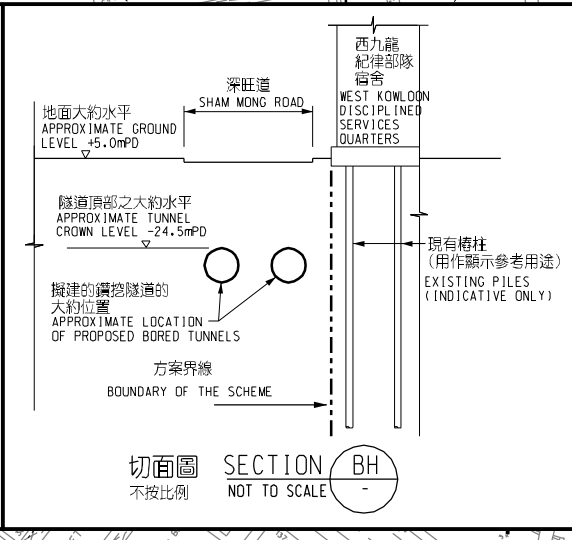 西九龍
紀律部隊
宿舍
WEST KOWLOON
DISCIPLINED
SERVICES
QUARTERS
深旺道
SHAM MONG ROAD
地面大約水平
APPROXIMATE GROUND
LEVEL +5.0mPD
隧道頂部之大約水平
APPROXIMATE TUNNEL
CROWN LEVEL -24.5mPD
現有樁柱
(用作顯示參考用途)
EXISTING PILES
(INDICATIVE ONLY)
擬建的鑽挖隧道的
大約位置
APPROXIMATE LOCATION
OF PROPOSED BORED TUNNELS
方案界線
BOUNDARY OF THE SCHEME
切面圖 SECTION BH
不按比例 NOT TO SCALE -